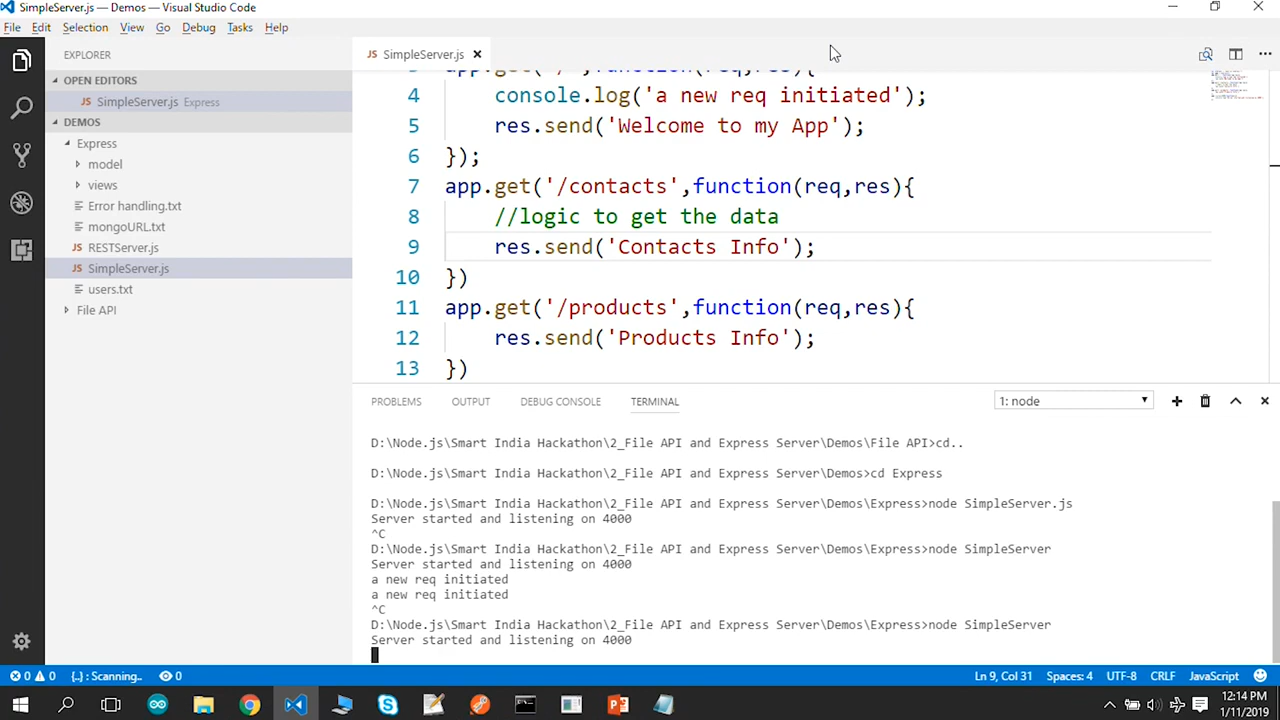 SimpleServer.js — Demos — Visual Studio Code
File Edit Selection View Go Debug Tasks Help
EXPLORER
OPEN EDITORS
JS SimpleServer.js Express
DEMOS
Express
model
views
Error handling.txt
mongoURL.txt
JS RESTServer.js
JS SimpleServer.js
users.txt
File API
JS SimpleServer.js
4 console.log('a new req initiated');
5 res.send('Welcome to my App');
6 });
7 app.get('/contacts',function(req,res){
8 //logic to get the data
9 res.send('Contacts Info');
10 })
11 app.get('/products',function(req,res){
12 res.send('Products Info');
13 })
PROBLEMS OUTPUT DEBUG CONSOLE TERMINAL 1: node
D:\Node.js\Smart India Hackathon\2_File API and Express Server\Demos\File API>cd..
D:\Node.js\Smart India Hackathon\2_File API and Express Server\Demos>cd Express
D:\Node.js\Smart India Hackathon\2_File API and Express Server\Demos\Express>node SimpleServer.js
Server started and listening on 4000
^C
D:\Node.js\Smart India Hackathon\2_File API and Express Server\Demos\Express>node SimpleServer
Server started and listening on 4000
a new req initiated
a new req initiated
^C
D:\Node.js\Smart India Hackathon\2_File API and Express Server\Demos\Express>node SimpleServer
Server started and listening on 4000
0 0 {..} : Scanning.. 0 Ln 9, Col 31 Spaces: 4 UTF-8 CRLF JavaScript
12:14 PM
1/11/2019